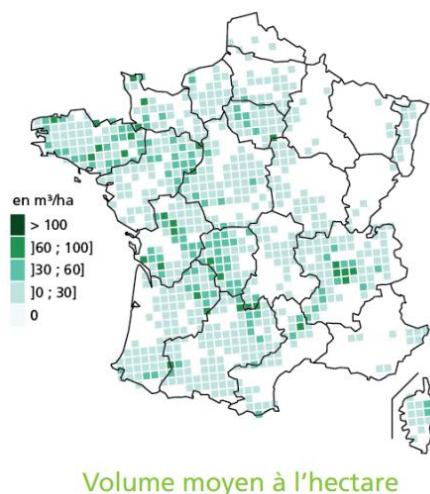 en m³/ha
> 100
]60 ; 100]
]30 ; 60]
]0 ; 30]
0
Volume moyen à l’hectare